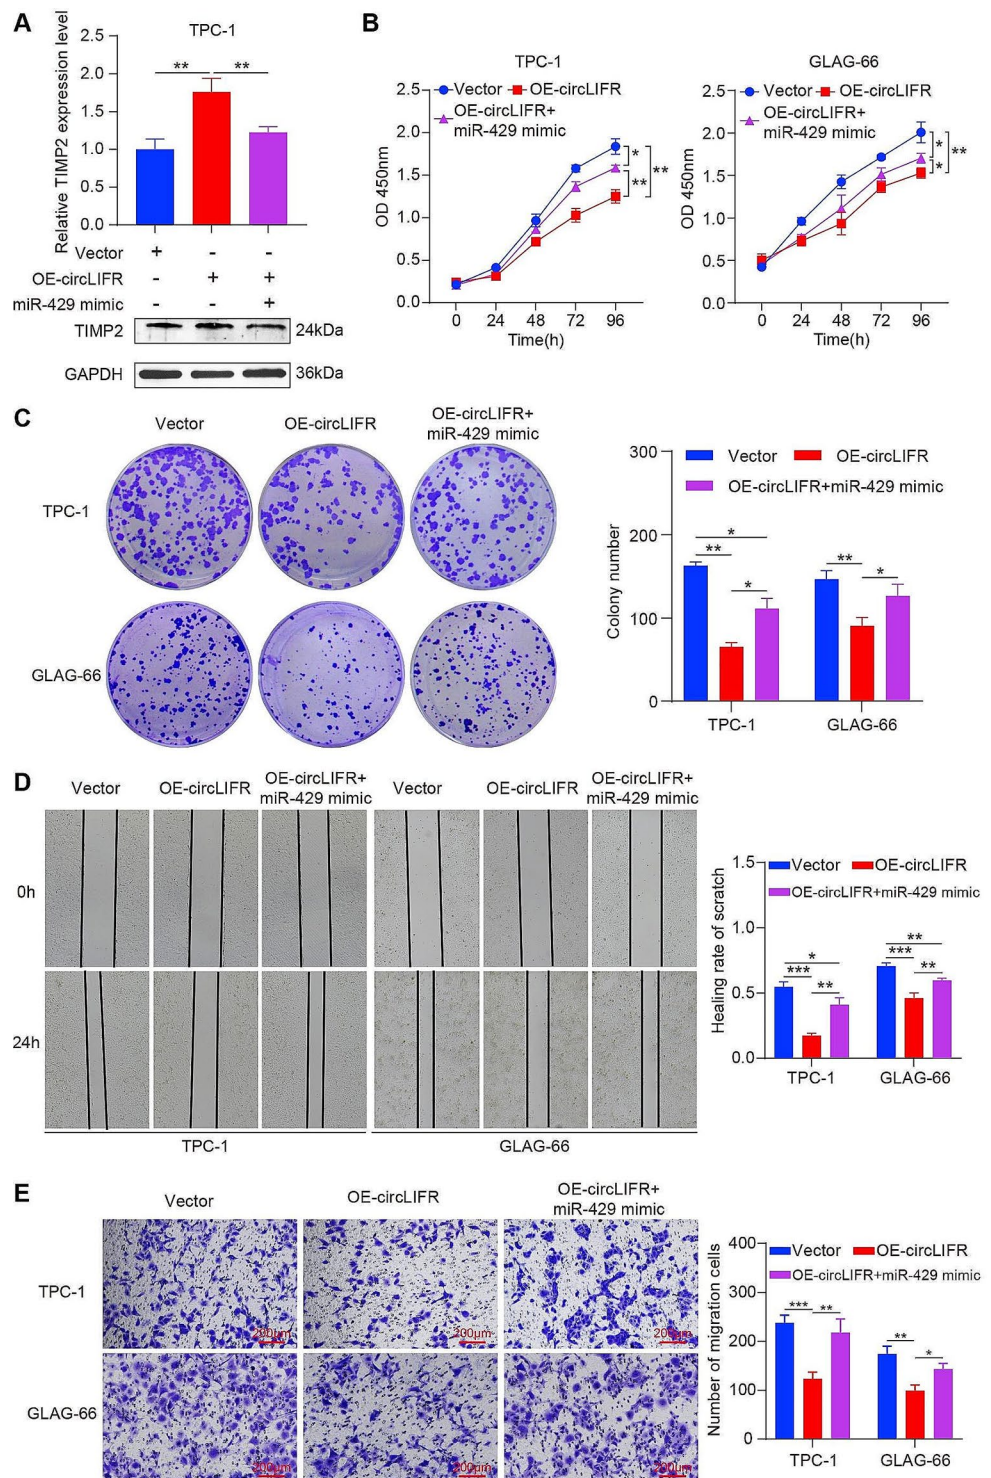 A
TPC-1
Relative TIMP2 expression level
2.5
2.0
1.5
1.0
0.5
0.0
** **
Vector + - -
OE-circLIFR - + +
miR-429 mimic - - +
TIMP2 24kDa
GAPDH 36kDa
B
TPC-1
Vector OE-circLIFR
OE-circLIFR+
miR-429 mimic
OD 450nm
2.5
2.0
1.5
1.0
0.5
0.0
*
**
**
0 24 48 72 96
Time(h)
GLAG-66
Vector OE-circLIFR
OE-circLIFR+
miR-429 mimic
OD 450nm
2.5
2.0
1.5
1.0
0.5
0.0
*
*
**
0 24 48 72 96
Time(h)
C
Vector OE-circLIFR OE-circLIFR+
miR-429 mimic
TPC-1
GLAG-66
Colony number
300
200
100
0
Vector OE-circLIFR
OE-circLIFR+miR-429 mimic
*
** **
* *
TPC-1 GLAG-66
D
Vector OE-circLIFR OE-circLIFR+
miR-429 mimic
Vector OE-circLIFR OE-circLIFR+
miR-429 mimic
0h
24h
TPC-1 GLAG-66
Healing rate of scratch
1.5
1.0
0.5
0.0
Vector OE-circLIFR
OE-circLIFR+miR-429 mimic
* **
*** ***
** **
TPC-1 GLAG-66
E
Vector OE-circLIFR OE-circLIFR+
miR-429 mimic
TPC-1
200μm 200μm 200μm
GLAG-66
200μm 200μm 200μm
Number of migration cells
400
300
200
100
0
Vector OE-circLIFR
OE-circLIFR+miR-429 mimic
*** **
** *
TPC-1 GLAG-66